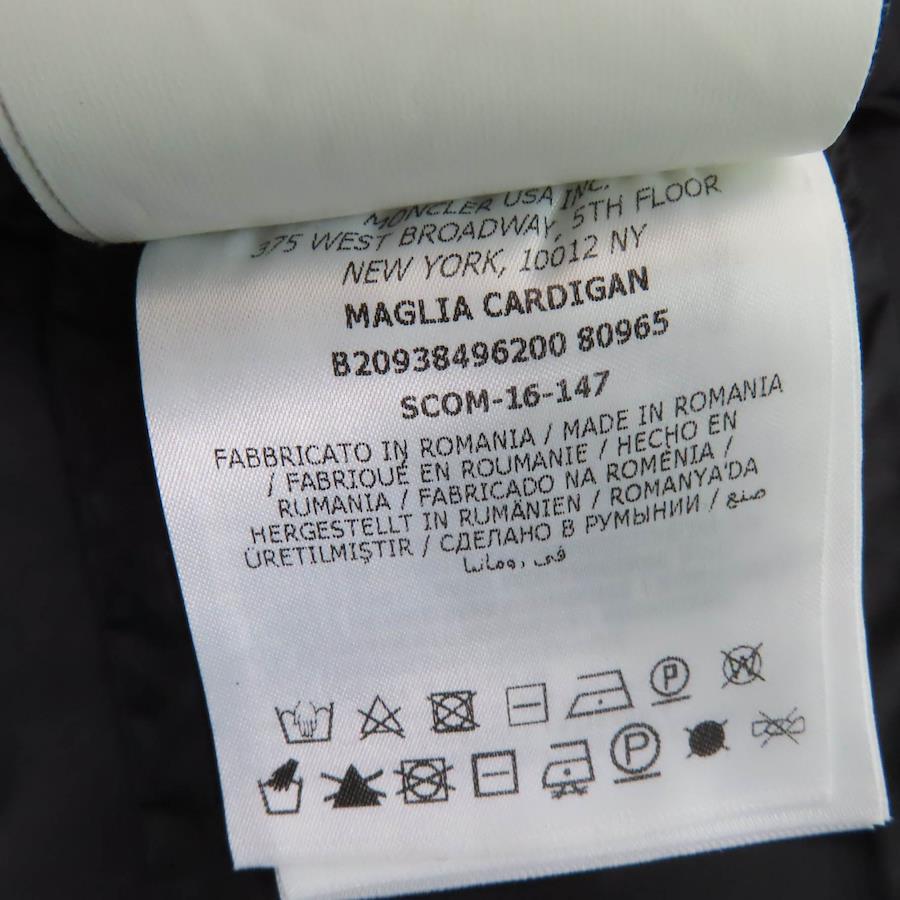 MONCLER USA INC.
375 WEST BROADWAY, 5TH FLOOR
NEW YORK, 10012 NY
MAGLIA CARDIGAN
B20938496200 80965
SCOM-16-147
FABBRICATO IN ROMANIA / MADE IN ROMANIA
/ FABRIQUÉ EN ROUMANIE / HECHO EN
RUMANIA / FABRICADO NA ROMÉNIA /
HERGESTELLT IN RUMÄNIEN / ROMANYA'DA
ÜRETILMIŞTIR / СДЕЛАНО В РУМЫНИИ / صنع
في رومانيا
P W
P